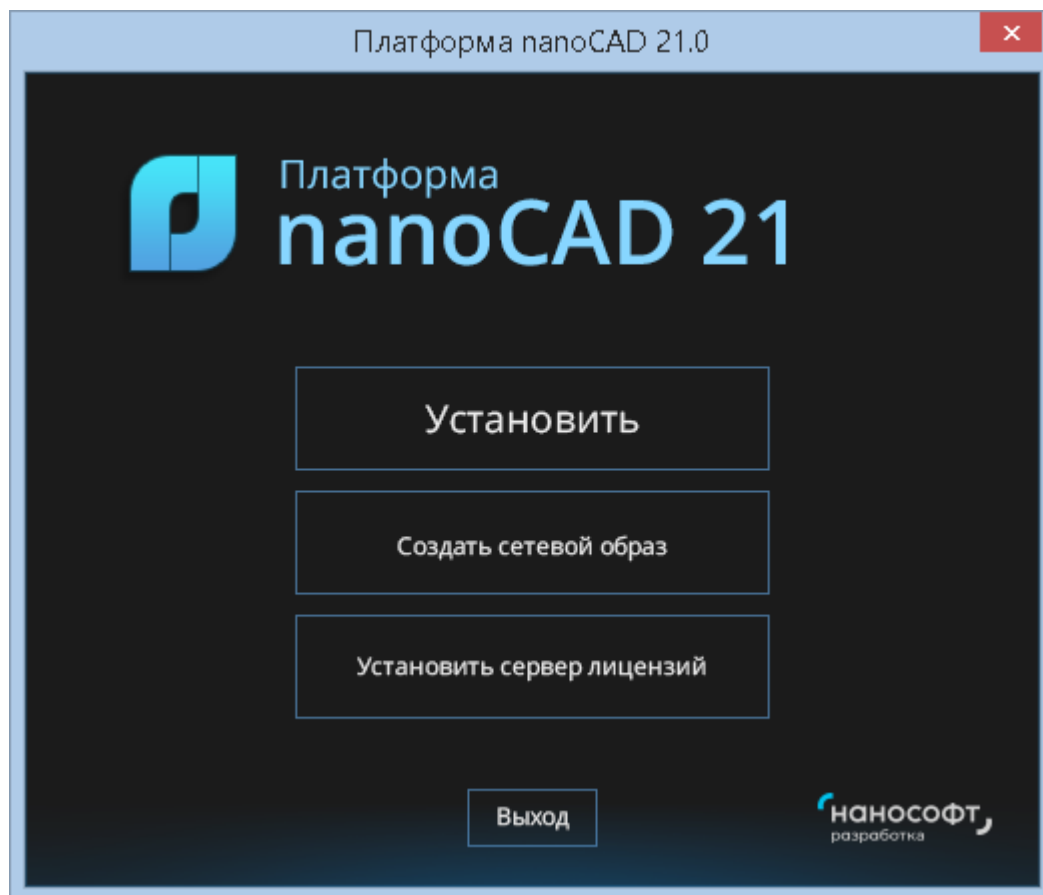 Платформа nanoCAD 21.0
Платформа
nanoCAD 21
Установить
Создать сетевой образ
Установить сервер лицензий
Выход
нанософт
разработка